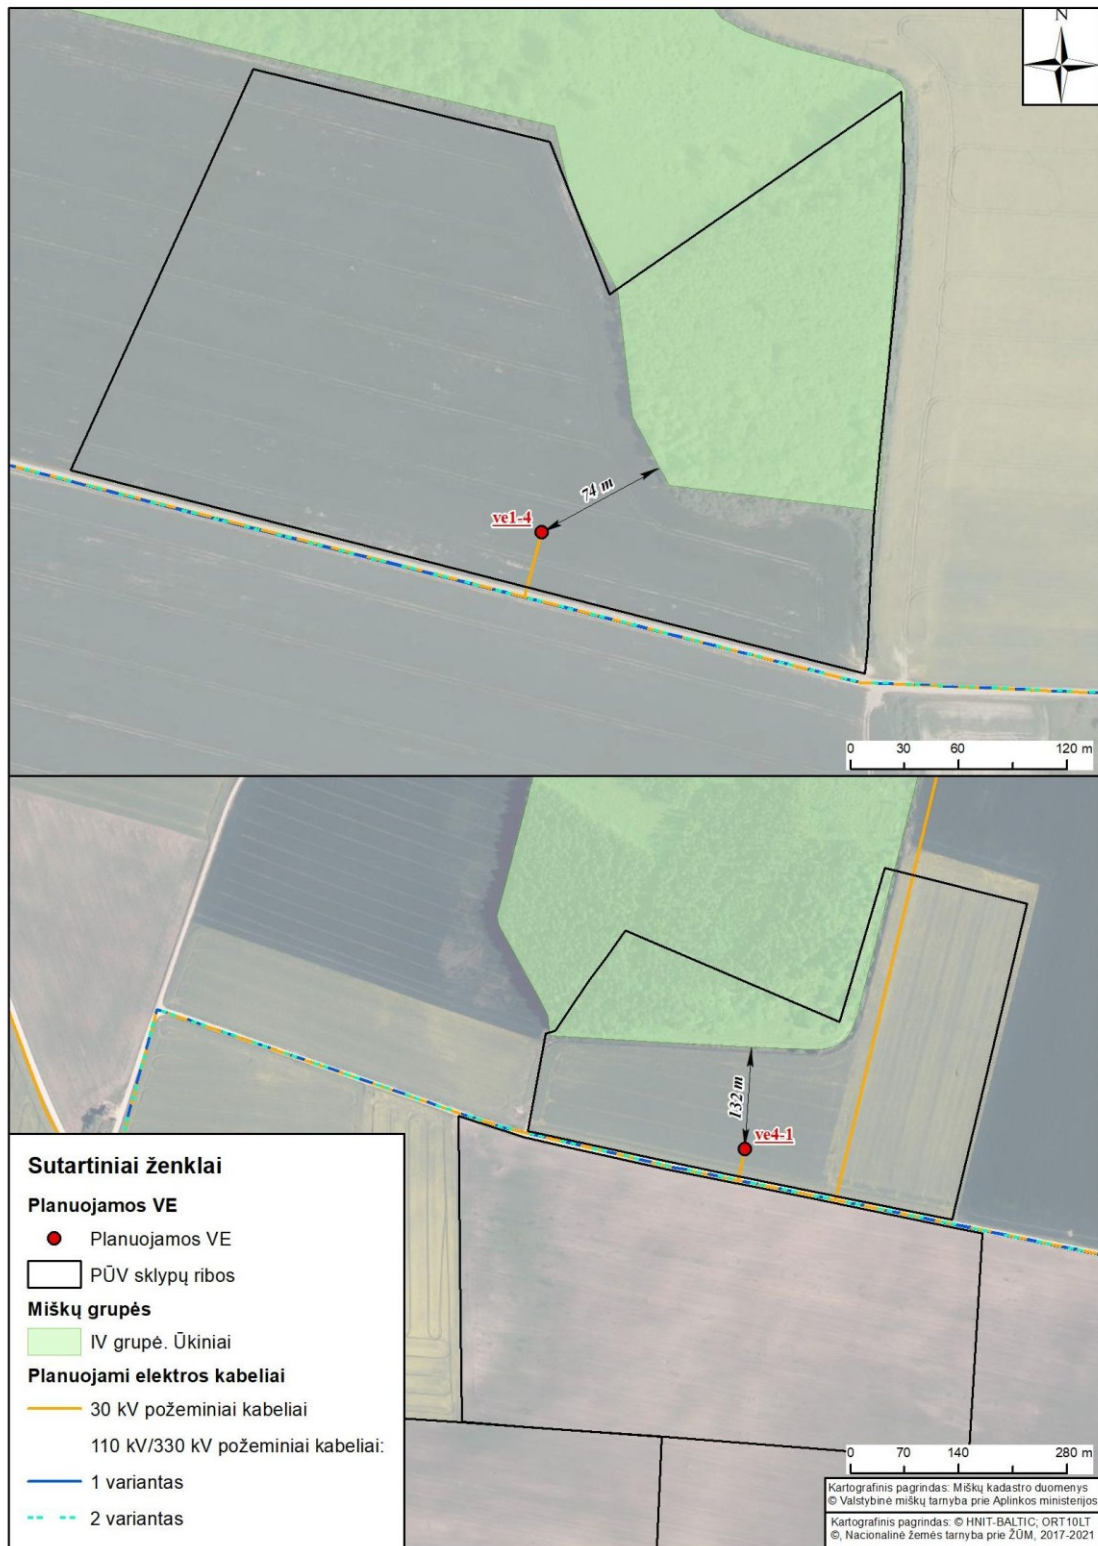 N
74 m
ve1-4
0 30 60 120 m
132 m
ve4-1
Sutartiniai ženklai
Planuojamos VE
Planuojamos VE
PŪV sklypų ribos
Miškų grupės
IV grupė. Ūkiniai
Planuojami elektros kabeliai
30 kV požeminiai kabeliai
110 kV/330 kV požeminiai kabeliai:
1 variantas
2 variantas
0 70 140 280 m
Kartografinis pagrindas: Miškų kadastro duomenys
© Valstybinė miškų tarnyba prie Aplinkos ministerijos
Kartografinis pagrindas: © HNIT-BALTIC; ORT10LT
©, Nacionalinė žemės tarnyba prie ŽŪM, 2017-2021